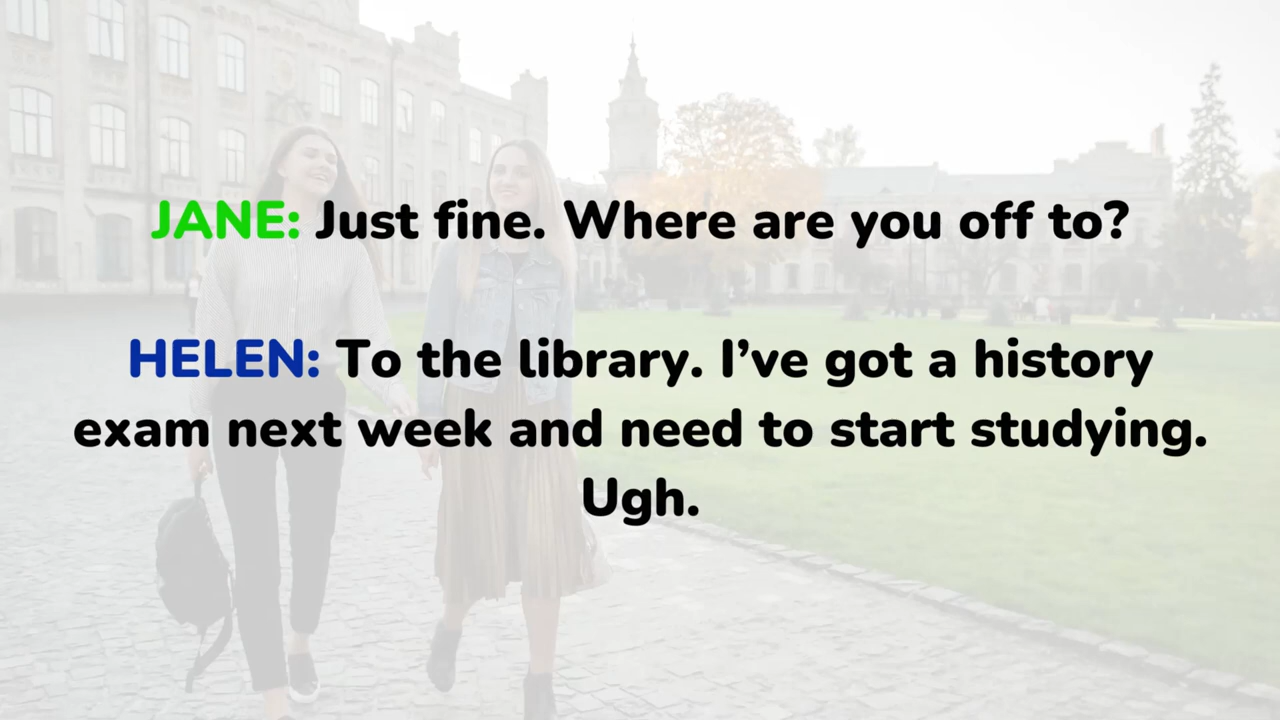 JANE: Just fine. Where are you off to?
HELEN: To the library. I’ve got a history
exam next week and need to start studying.
Ugh.